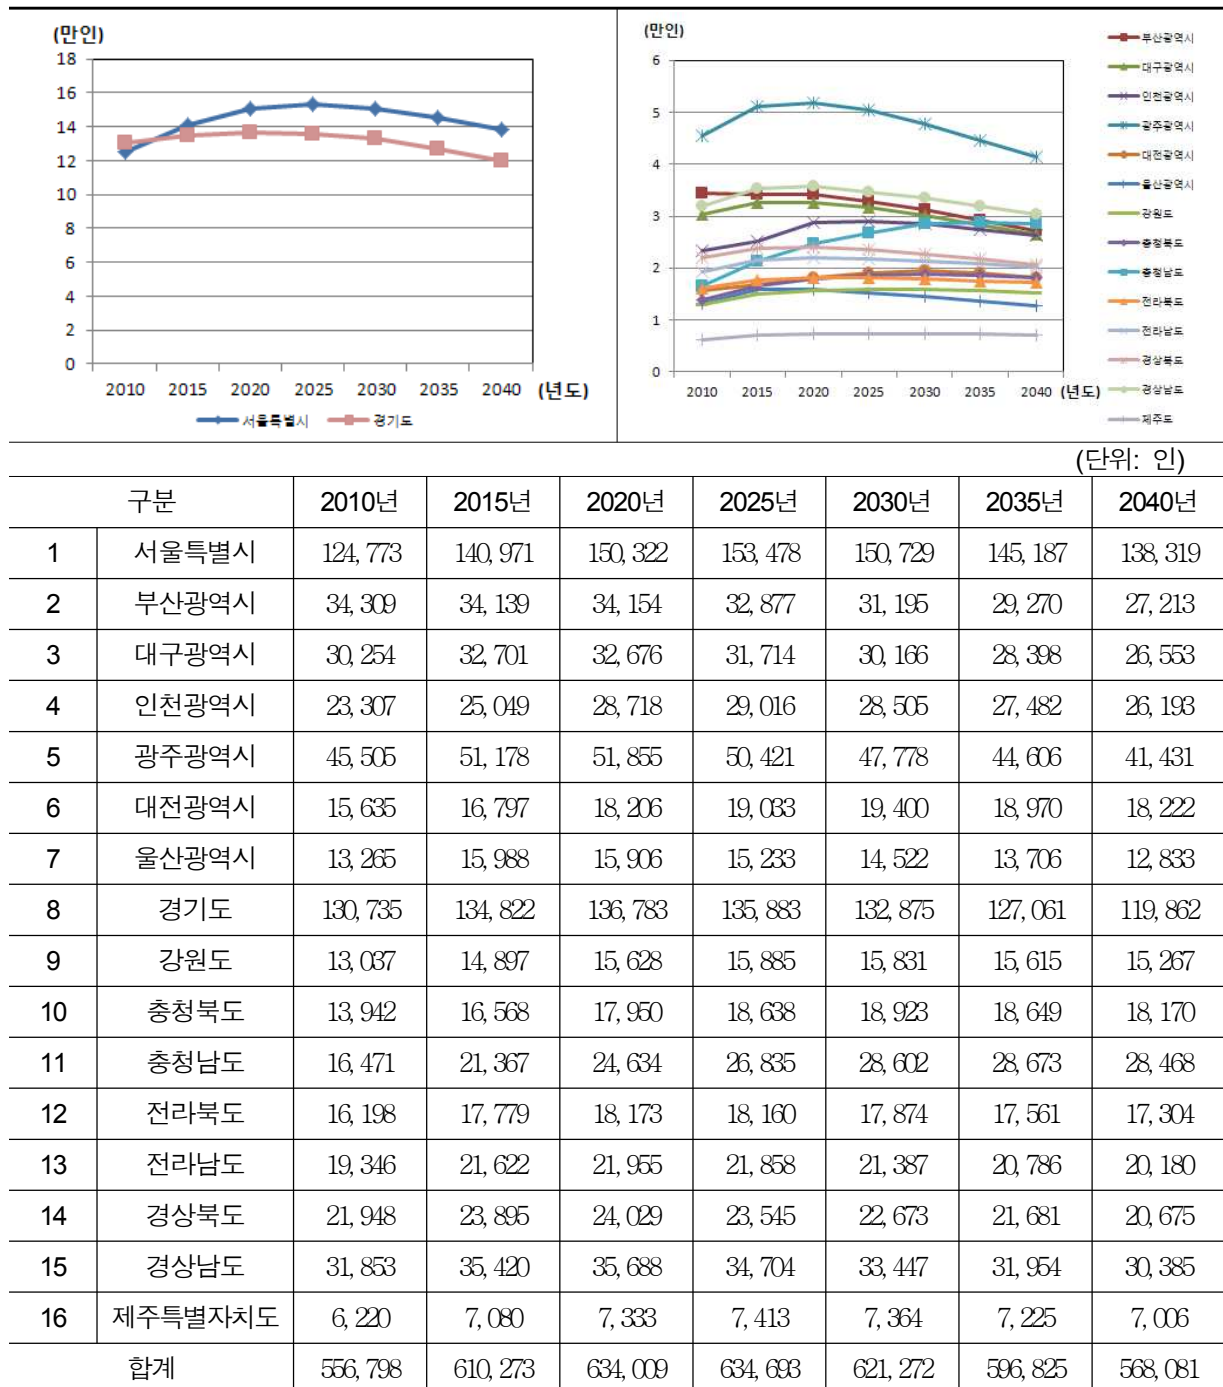 (만인)
18
16
14
12
10
8
6
4
2
0
2010 2015 2020 2025 2030 2035 2040 (년도)
서울특별시 경기도
(만인)
6
5
4
3
2
1
0
2010 2015 2020 2025 2030 2035 2040 (년도)
부산광역시
대구광역시
인천광역시
광주광역시
대전광역시
울산광역시
강원도
충청북도
충청남도
전라북도
전라남도
경상북도
경상남도
제주도
(단위: 인)
구분 2010년 2015년 2020년 2025년 2030년 2035년 2040년
1 서울특별시 124,773 140,971 150,322 153,478 150,729 145,187 138,319
2 부산광역시 34,309 34,139 34,154 32,877 31,195 29,270 27,213
3 대구광역시 30,254 32,701 32,676 31,714 30,166 28,398 26,553
4 인천광역시 23,307 25,049 28,718 29,016 28,505 27,482 26,193
5 광주광역시 45,505 51,178 51,855 50,421 47,778 44,606 41,431
6 대전광역시 15,635 16,797 18,206 19,033 19,400 18,970 18,222
7 울산광역시 13,265 15,988 15,906 15,233 14,522 13,706 12,833
8 경기도 130,735 134,822 136,783 135,883 132,875 127,061 119,862
9 강원도 13,037 14,897 15,628 15,885 15,831 15,615 15,267
10 충청북도 13,942 16,568 17,950 18,638 18,923 18,649 18,170
11 충청남도 16,471 21,367 24,634 26,835 28,602 28,673 28,468
12 전라북도 16,198 17,779 18,173 18,160 17,874 17,561 17,304
13 전라남도 19,346 21,622 21,955 21,858 21,387 20,786 20,180
14 경상북도 21,948 23,895 24,029 23,545 22,673 21,681 20,675
15 경상남도 31,853 35,420 35,688 34,704 33,447 31,954 30,385
16 제주특별자치도 6,220 7,080 7,333 7,413 7,364 7,225 7,006
합계 556,798 610,273 634,009 634,693 621,272 596,825 568,081